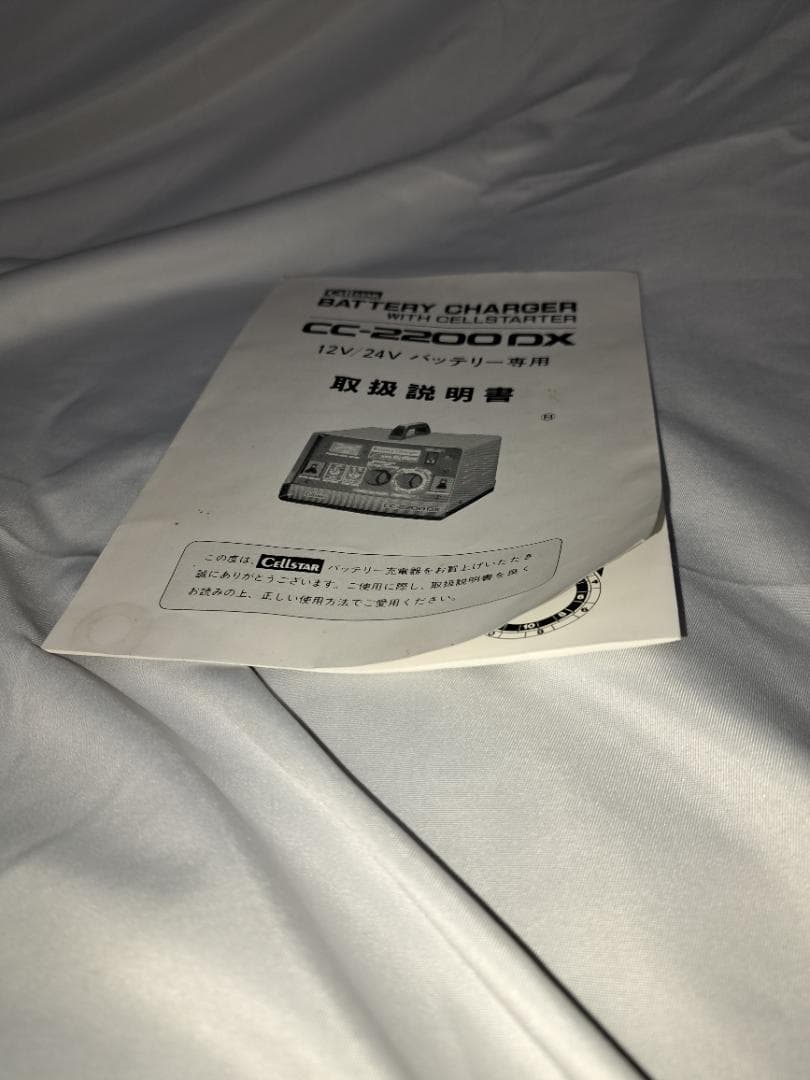 CELLSTAR
BATTERY CHARGER
WITH CELLSTARTER
CC-2200DX
12V/24V バッテリー専用
取扱説明書
CC-2200DX
この度は、CELLSTAR バッテリー充電器をお買上げいただき
誠にありがとうございます。ご使用に際し、取扱説明書を良く
お読みの上、正しい使用方法でご愛用ください。
10